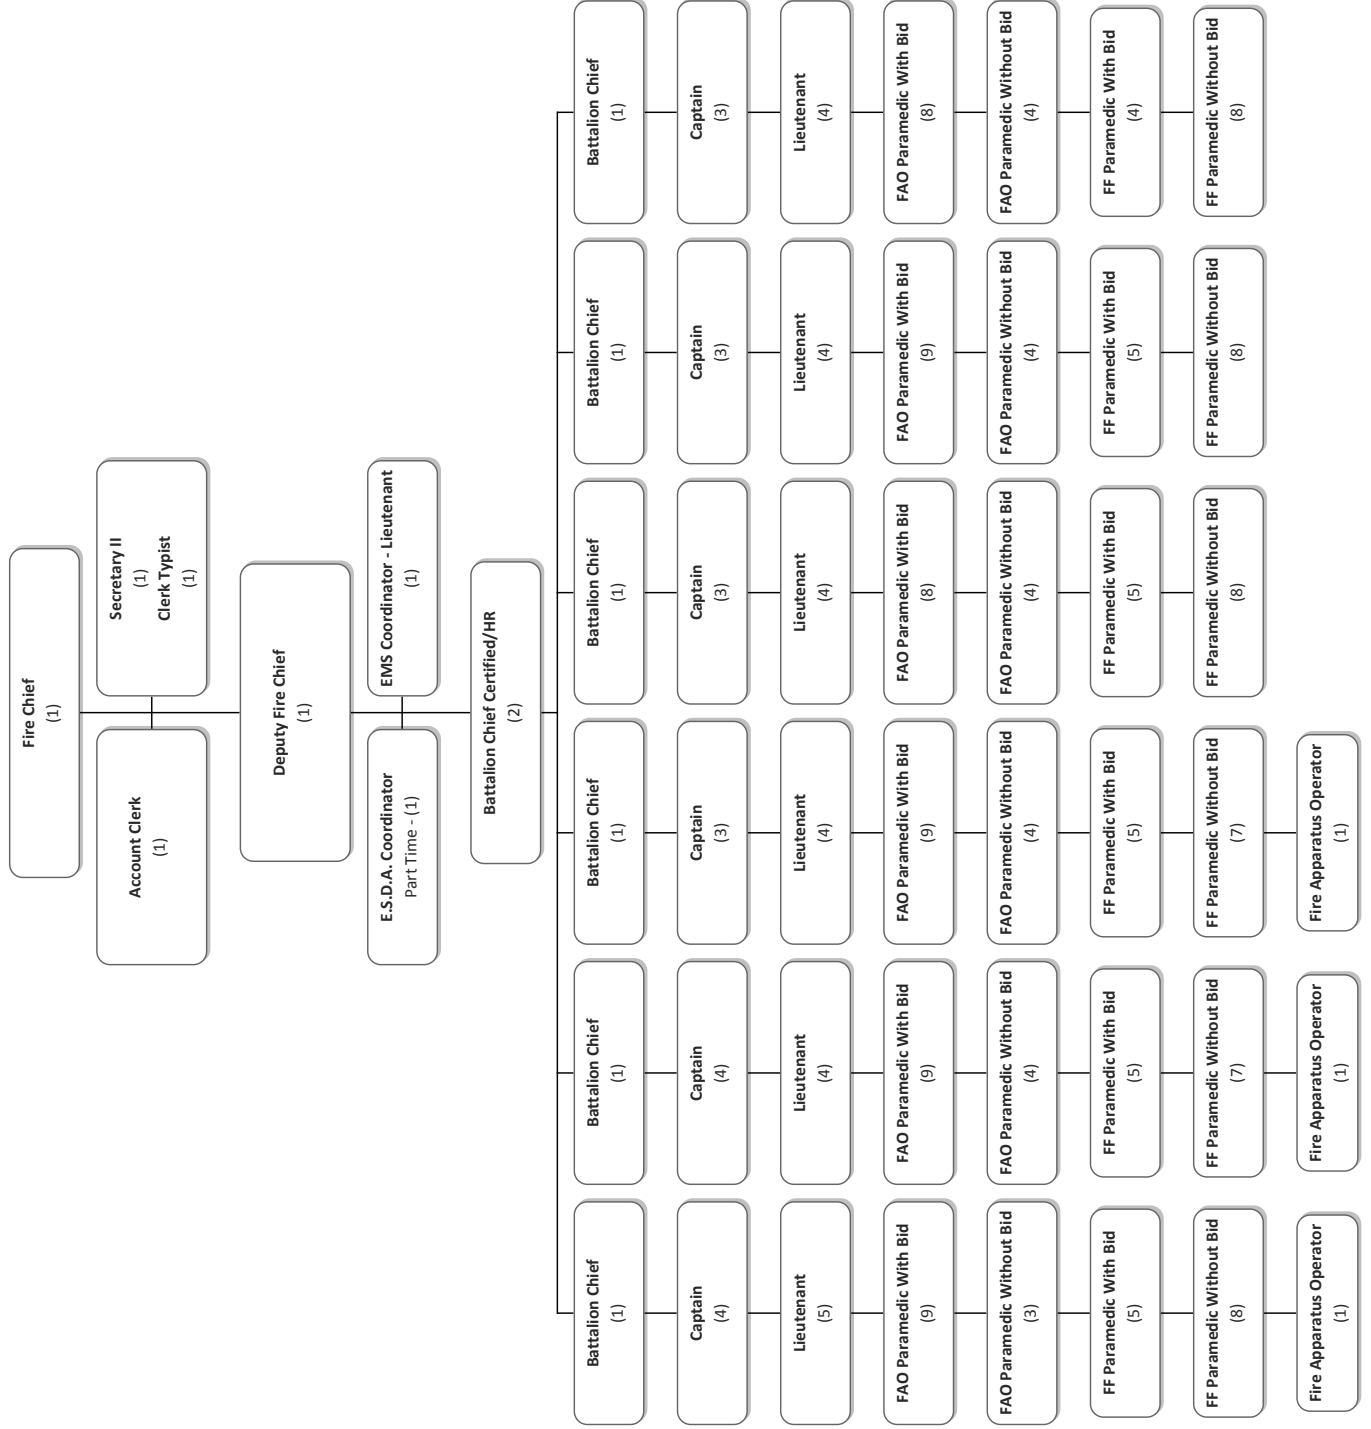 Fire Chief
(1)
Account Clerk
(1)
Secretary II
(1)
Clerk Typist
(1)
Deputy Fire Chief
(1)
E.S.D.A. Coordinator
Part Time - (1)
EMS Coordinator - Lieutenant
(1)
Battalion Chief Certified/HR
(2)
Battalion Chief
(1)
Captain
(4)
Lieutenant
(5)
FAO Paramedic With Bid
(9)
FAO Paramedic Without Bid
(3)
FF Paramedic With Bid
(5)
FF Paramedic Without Bid
(8)
Fire Apparatus Operator
(1)
Battalion Chief
(1)
Captain
(4)
Lieutenant
(4)
FAO Paramedic With Bid
(9)
FAO Paramedic Without Bid
(4)
FF Paramedic With Bid
(5)
FF Paramedic Without Bid
(7)
Fire Apparatus Operator
(1)
Battalion Chief
(1)
Captain
(3)
Lieutenant
(4)
FAO Paramedic With Bid
(9)
FAO Paramedic Without Bid
(4)
FF Paramedic With Bid
(5)
FF Paramedic Without Bid
(7)
Fire Apparatus Operator
(1)
Battalion Chief
(1)
Captain
(3)
Lieutenant
(4)
FAO Paramedic With Bid
(8)
FAO Paramedic Without Bid
(4)
FF Paramedic With Bid
(5)
FF Paramedic Without Bid
(8)
Battalion Chief
(1)
Captain
(3)
Lieutenant
(4)
FAO Paramedic With Bid
(9)
FAO Paramedic Without Bid
(4)
FF Paramedic With Bid
(5)
FF Paramedic Without Bid
(8)
Battalion Chief
(1)
Captain
(3)
Lieutenant
(4)
FAO Paramedic With Bid
(8)
FAO Paramedic Without Bid
(4)
FF Paramedic With Bid
(4)
FF Paramedic Without Bid
(8)